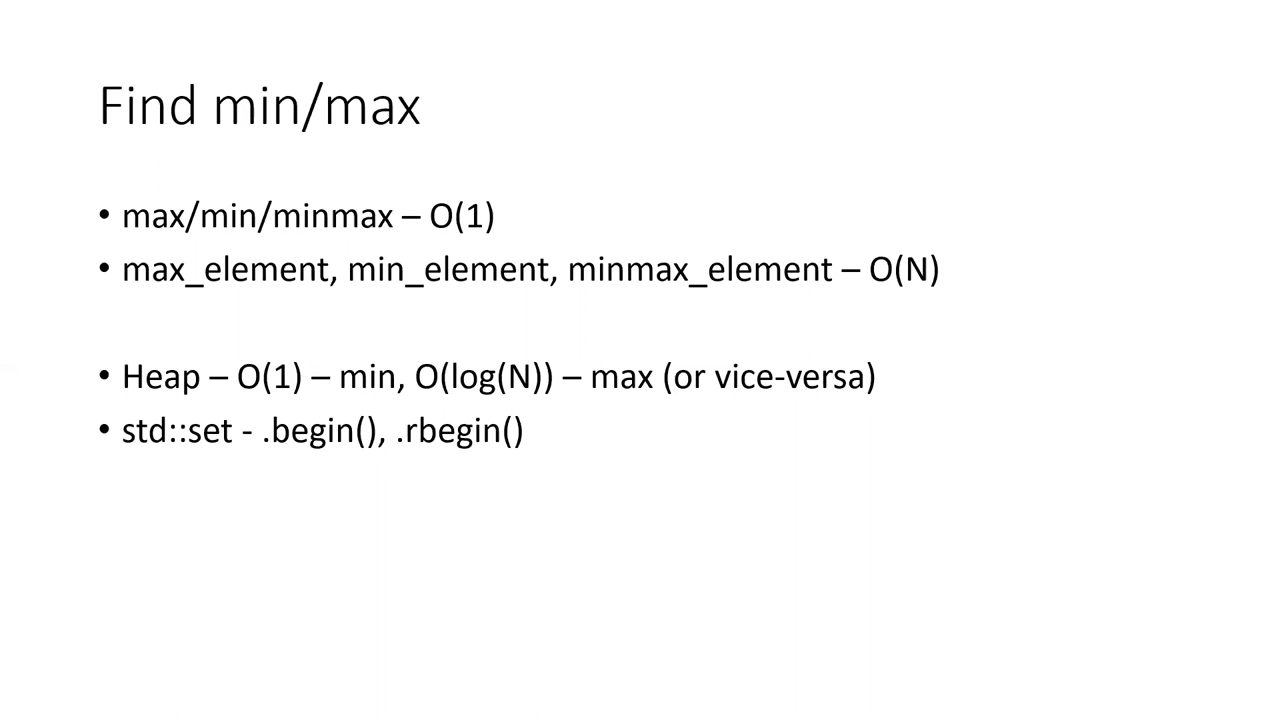 Find min/max
• max/min/minmax – O(1)
• max_element, min_element, minmax_element – O(N)
• Heap – O(1) – min, O(log(N)) – max (or vice-versa)
• std::set - .begin(), .rbegin()